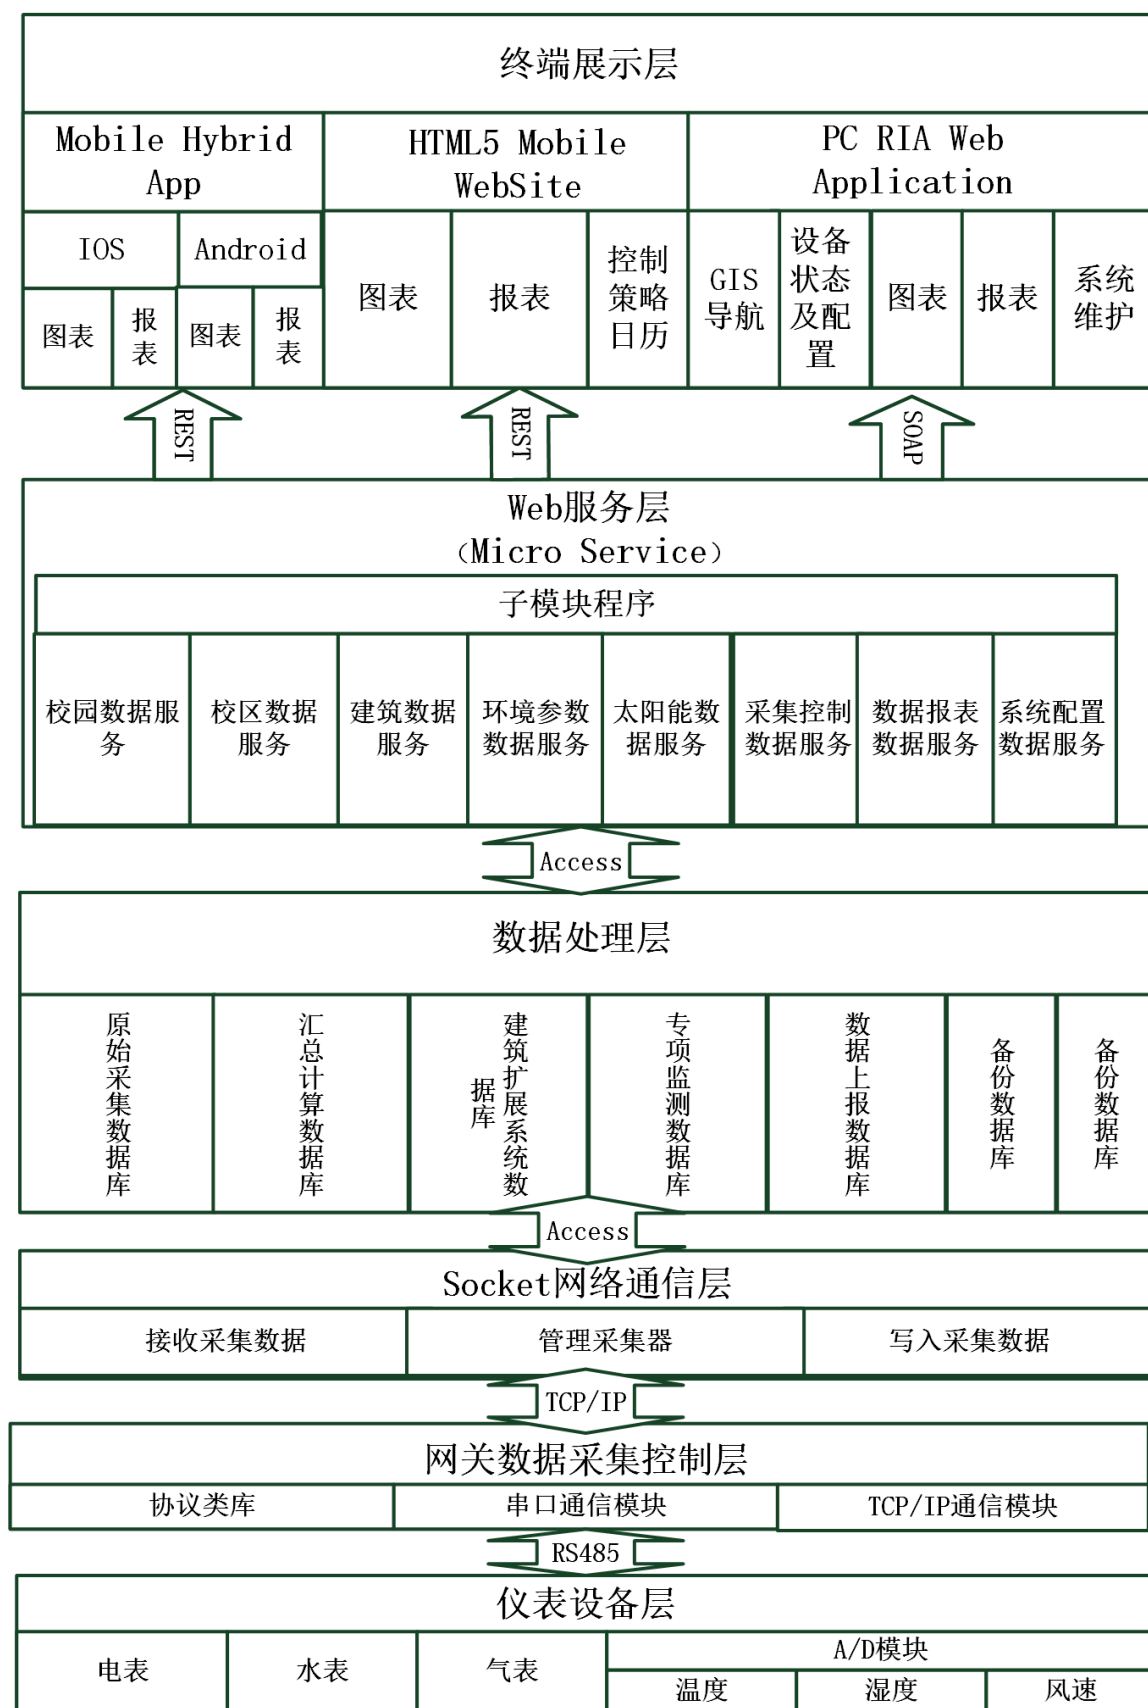 终端展示层
Mobile Hybrid
App
HTML5 Mobile
WebSite
PC RIA Web
Application
IOS
Android
图表
报
表
图表
报
表
图表
报表
控制
策略
日历
GIS
导航
设备
状态
及配
置
图表
报表
系统
维护
REST
REST
SOAP
Web服务层
（Micro Service）
子模块程序
校园数据服
务
校区数据
服务
建筑数据
服务
环境参数
数据服务
太阳能数
据服务
采集控制
数据服务
数据报表
数据服务
系统配置
数据服务
Access
数据处理层
原始采集数据库
汇总计算数据库
建筑扩展系统数
据库
专项监测数据库
数据上报数据库
备份数据库
备份数据库
Access
Socket网络通信层
接收采集数据
管理采集器
写入采集数据
TCP/IP
网关数据采集控制层
协议类库
串口通信模块
TCP/IP通信模块
RS485
仪表设备层
电表
水表
气表
A/D模块
温度
湿度
风速